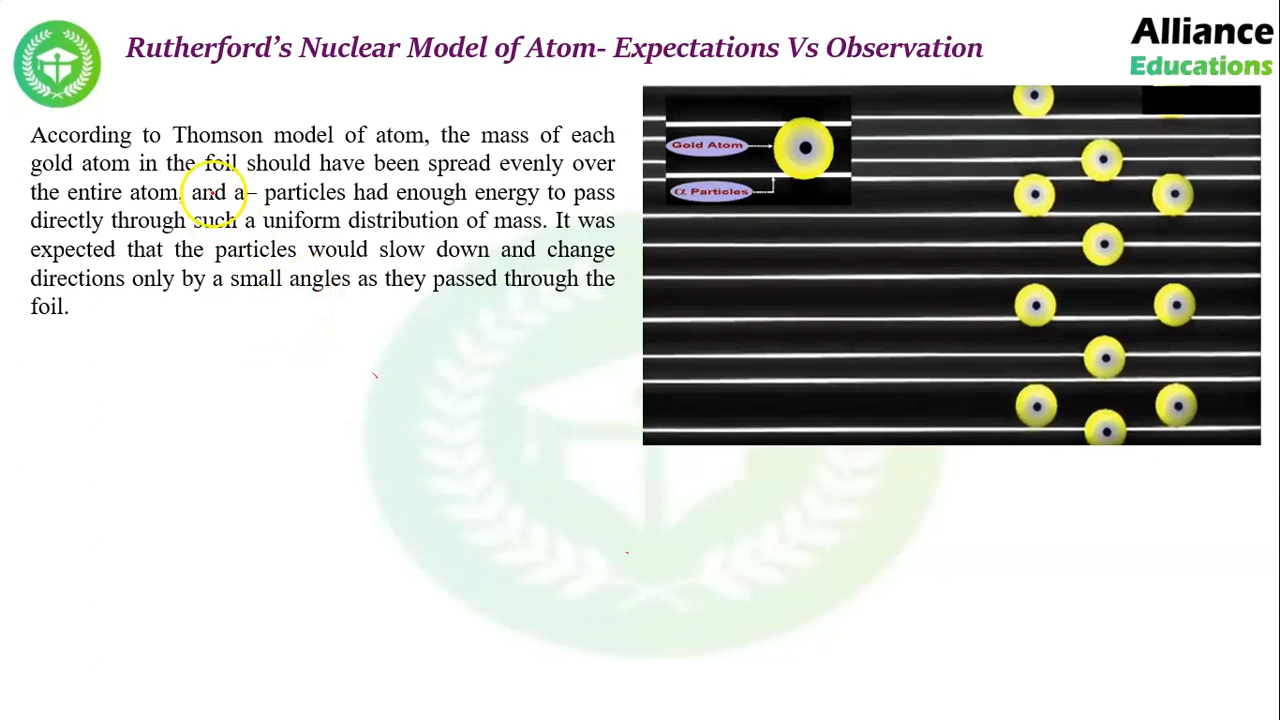 Rutherford's Nuclear Model of Atom- Expectations Vs Observation
Alliance
Educations
According to Thomson model of atom, the mass of each
gold atom in the foil should have been spread evenly over
the entire atom, and a– particles had enough energy to pass
directly through such a uniform distribution of mass. It was
expected that the particles would slow down and change
directions only by a small angles as they passed through the
foil.
Gold Atom
α Particles